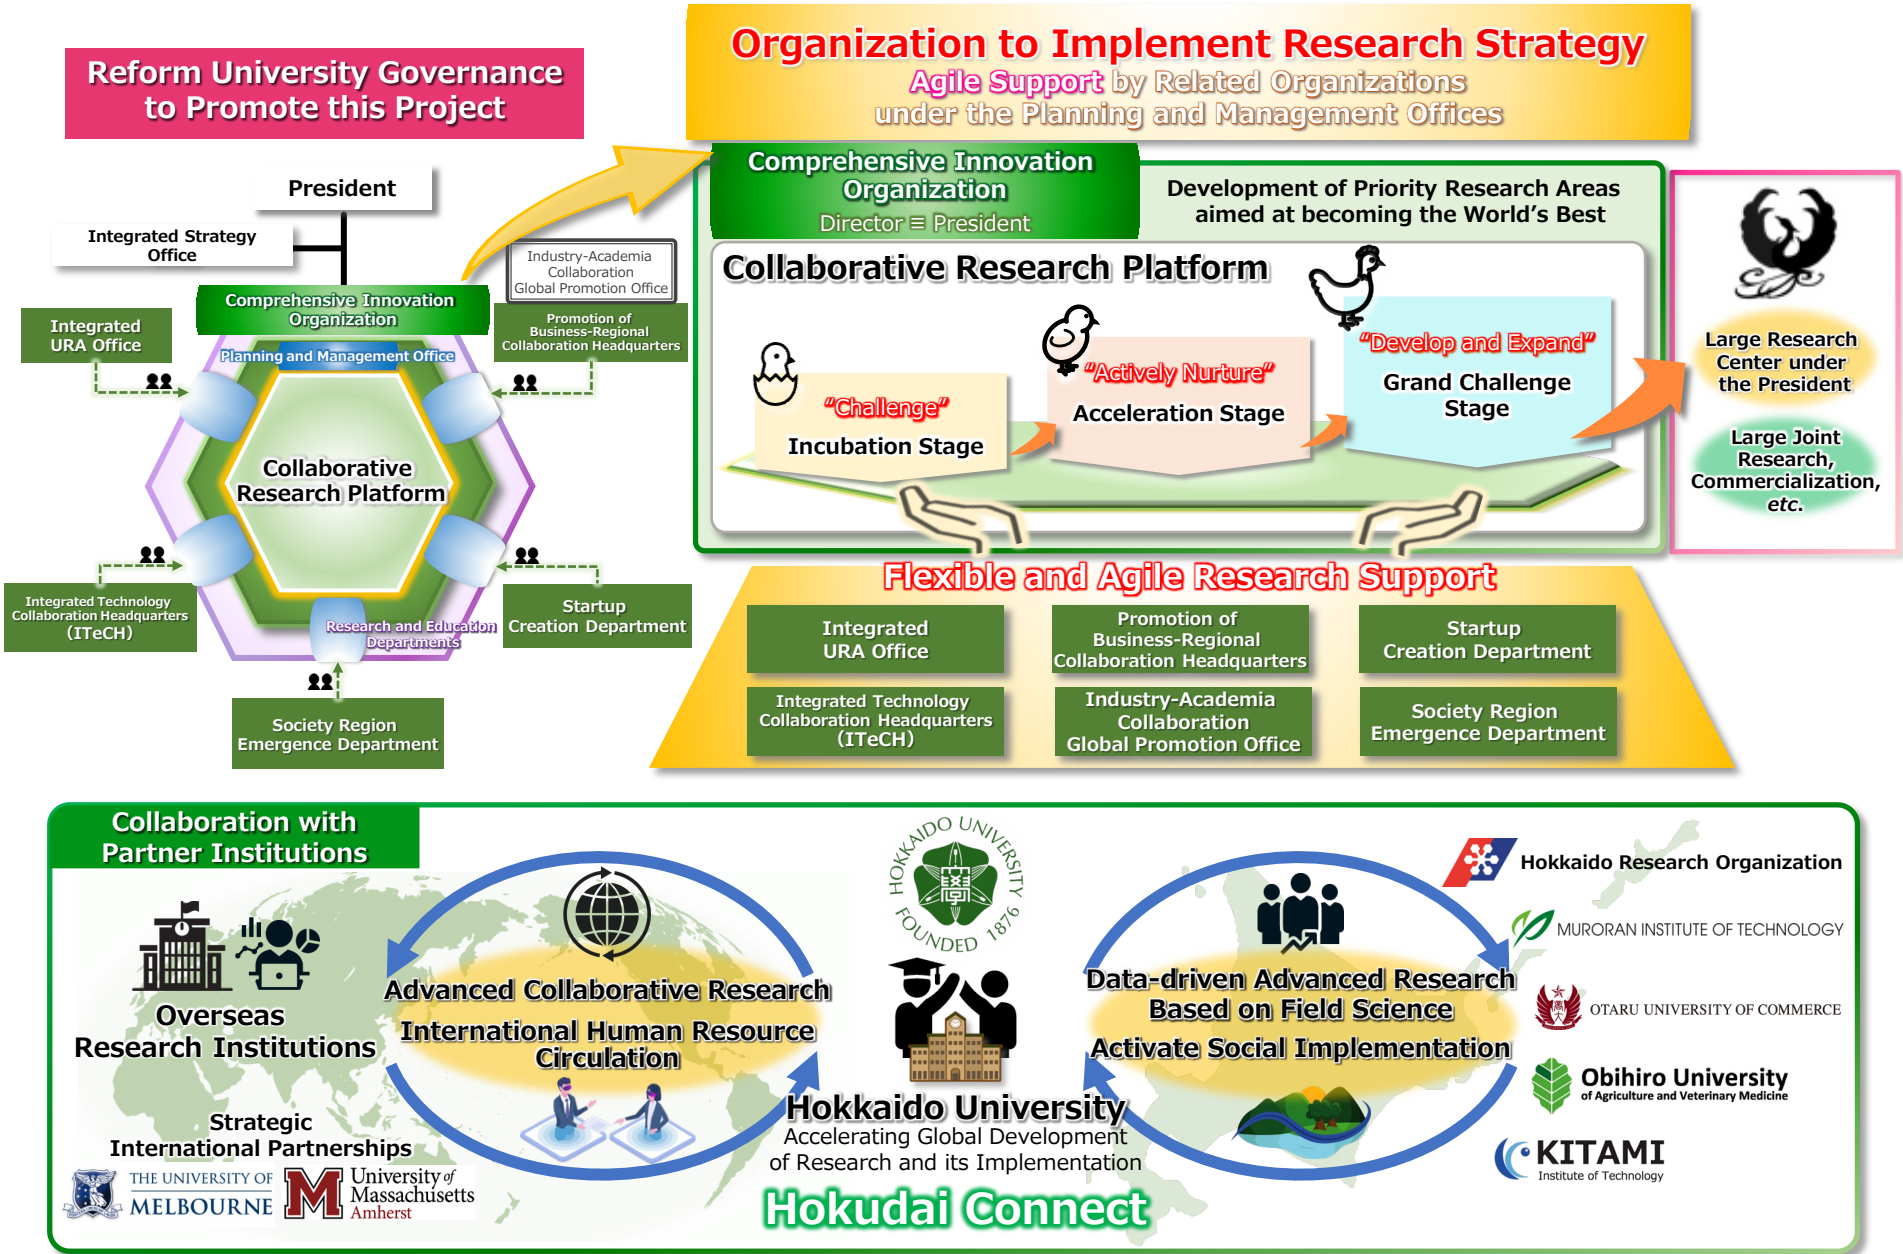 Reform University Governance
to Promote this Project
President
Integrated Strategy
Office
Industry-Academia
Collaboration
Global Promotion Office
Comprehensive Innovation
Organization
Integrated
URA Office
Promotion of
Business-Regional
Collaboration Headquarters
Planning and Management Office
Collaborative
Research Platform
Integrated Technology
Collaboration Headquarters
(ITeCH)
Startup
Creation Department
Research and Education
Departments
Society Region
Emergence Department
Organization to Implement Research Strategy
Agile Support by Related Organizations
under the Planning and Management Offices
Comprehensive Innovation
Organization
Director ≡ President
Development of Priority Research Areas
aimed at becoming the World's Best
Collaborative Research Platform
"Challenge"
Incubation Stage
"Actively Nurture"
Acceleration Stage
"Develop and Expand"
Grand Challenge
Stage
Large Research
Center under
the President
Large Joint
Research,
Commercialization,
etc.
Flexible and Agile Research Support
Integrated
URA Office
Promotion of
Business-Regional
Collaboration Headquarters
Startup
Creation Department
Integrated Technology
Collaboration Headquarters
(ITeCH)
Industry-Academia
Collaboration
Global Promotion Office
Society Region
Emergence Department
Collaboration with
Partner Institutions
Overseas
Research Institutions
Strategic
International Partnerships
THE UNIVERSITY OF
MELBOURNE
University of
Massachusetts
Amherst
Advanced Collaborative Research
International Human Resource
Circulation
HOKKAIDO UNIVERSITY
FOUNDED 1876
Hokkaido University
Accelerating Global Development
of Research and its Implementation
Hokudai Connect
Data-driven Advanced Research
Based on Field Science
Activate Social Implementation
Hokkaido Research Organization
MURORAN INSTITUTE OF TECHNOLOGY
OTARU UNIVERSITY OF COMMERCE
Obihiro University
of Agriculture and Veterinary Medicine
KITAMI
Institute of Technology